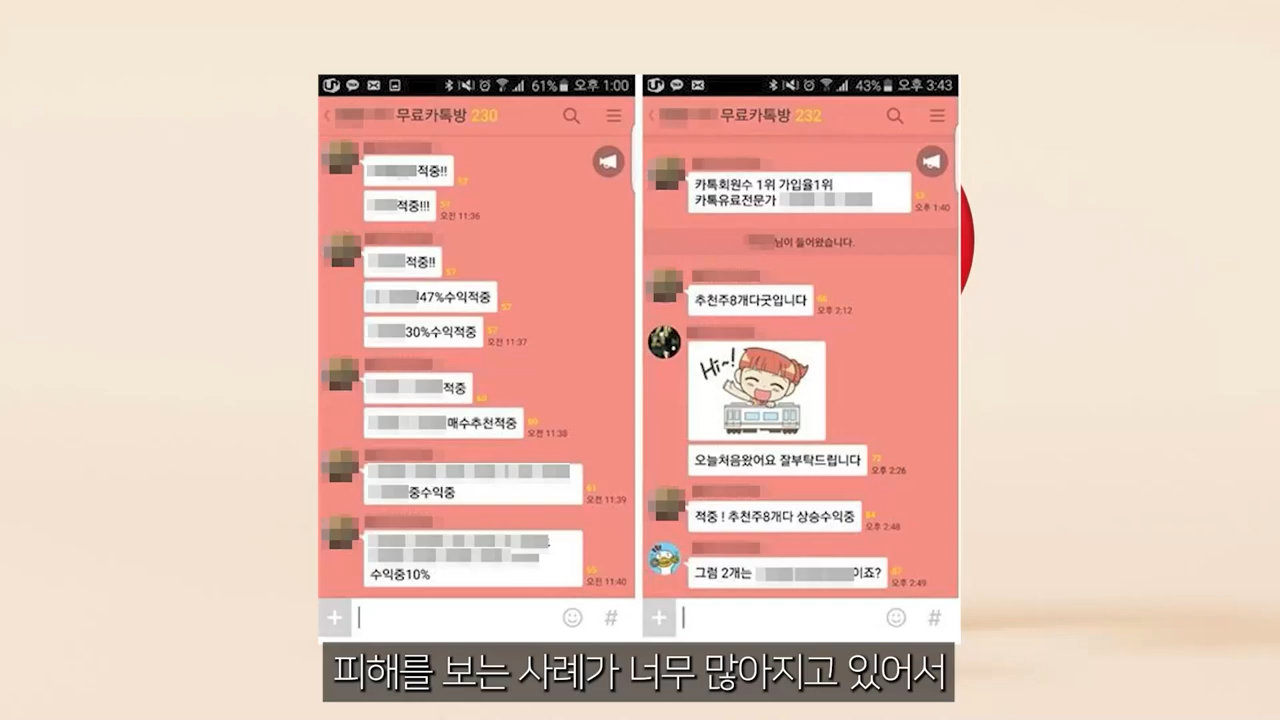 61% 오후 1:00
무료카톡방 230
적중!!
57
적중!!!
57
오전 11:36
적중!!
57
!47%수익적중
57
30%수익적중
57
오전 11:37
적중
60
매수추천적중
60
오전 11:38
중수익중
61
오전 11:39
수익중10%
오전 11:40
43% 오후 3:43
무료카톡방 232
카톡회원수 1위 가입율1위
카톡유료전문가
오후 1:40
님이 들어왔습니다.
추천주8개다굿입니다
오후 2:12
Hi~!
오늘처음왔어요 잘부탁드립니다
72
오후 2:26
적중 ! 추천주8개다 상승수익중
오후 2:48
그럼 2개는 이죠?
오후 2:49
#
#
피해를 보는 사례가 너무 많아지고 있어서